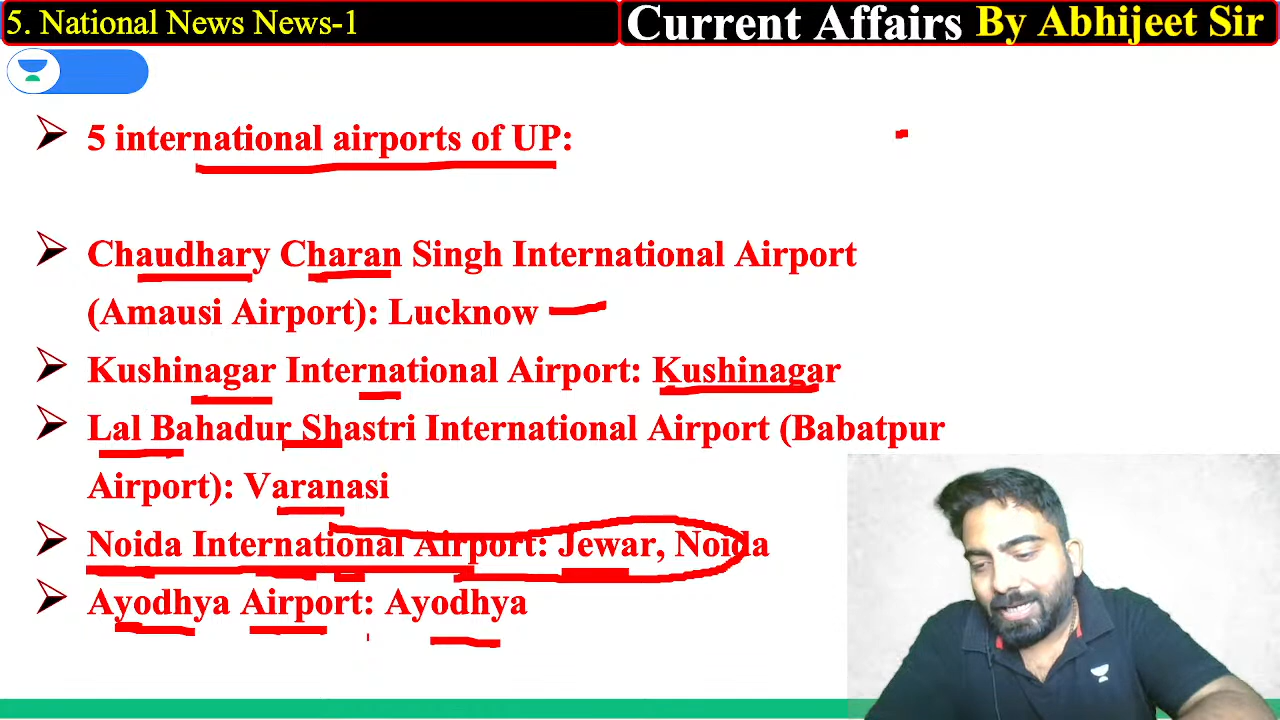 5. National News News-1
Current Affairs By Abhijeet Sir
5 international airports of UP:
Chaudhary Charan Singh International Airport
(Amausi Airport): Lucknow
Kushinagar International Airport: Kushinagar
Lal Bahadur Shastri International Airport (Babatpur
Airport): Varanasi
Noida International Airport: Jewar, Noida
Ayodhya Airport: Ayodhya